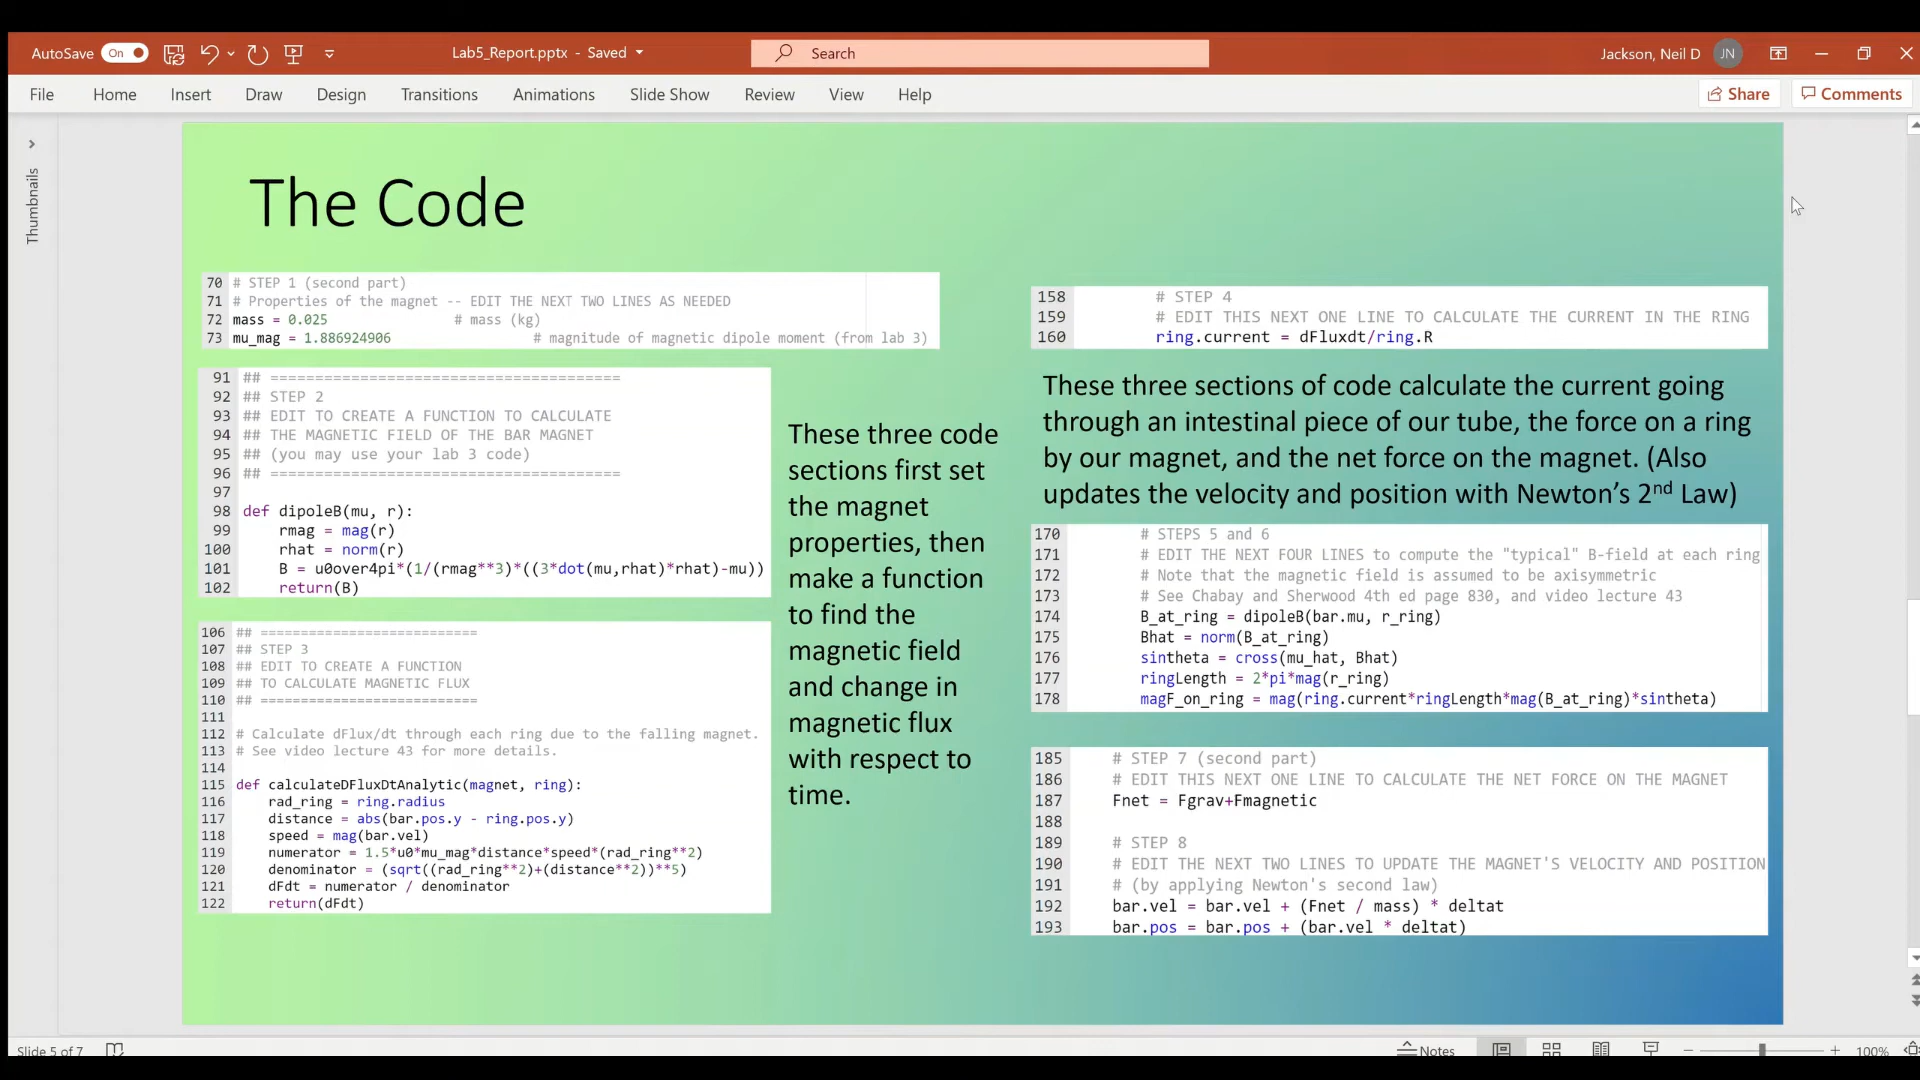 AutoSave On
Lab5_Report.pptx - Saved
Search
Jackson, Neil D JN
File Home Insert Draw Design Transitions Animations Slide Show Review View Help
Share Comments
Thumbnails
The Code
70 # STEP 1 (second part)
71 # Properties of the magnet -- EDIT THE NEXT TWO LINES AS NEEDED
72 mass = 0.025 # mass (kg)
73 mu_mag = 1.886924906 # magnitude of magnetic dipole moment (from lab 3)
91 ## =======================================
92 ## STEP 2
93 ## EDIT TO CREATE A FUNCTION TO CALCULATE
94 ## THE MAGNETIC FIELD OF THE BAR MAGNET
95 ## (you may use your lab 3 code)
96 ## =======================================
97
98 def dipoleB(mu, r):
99 rmag = mag(r)
100 rhat = norm(r)
101 B = u0over4pi*(1/(rmag**3)*((3*dot(mu,rhat)*rhat)-mu))
102 return(B)
106 ## ===========================
107 ## STEP 3
108 ## EDIT TO CREATE A FUNCTION
109 ## TO CALCULATE MAGNETIC FLUX
110 ## ===========================
111
112 # Calculate dFlux/dt through each ring due to the falling magnet.
113 # See video lecture 43 for more details.
114
115 def calculateDFluxDtAnalytic(magnet, ring):
116 rad_ring = ring.radius
117 distance = abs(bar.pos.y - ring.pos.y)
118 speed = mag(bar.vel)
119 numerator = 1.5*u0*mu_mag*distance*speed*(rad_ring**2)
120 denominator = (sqrt((rad_ring**2)+(distance**2))**5)
121 dFdt = numerator / denominator
122 return(dFdt)
These three code
sections first set
the magnet
properties, then
make a function
to find the
magnetic field
and change in
magnetic flux
with respect to
time.
158 # STEP 4
159 # EDIT THIS NEXT ONE LINE TO CALCULATE THE CURRENT IN THE RING
160 ring.current = dFluxdt/ring.R
These three sections of code calculate the current going
through an intestinal piece of our tube, the force on a ring
by our magnet, and the net force on the magnet. (Also
updates the velocity and position with Newton’s 2nd Law)
170 # STEPS 5 and 6
171 # EDIT THE NEXT FOUR LINES to compute the "typical" B-field at each ring
172 # Note that the magnetic field is assumed to be axisymmetric
173 # See Chabay and Sherwood 4th ed page 830, and video lecture 43
174 B_at_ring = dipoleB(bar.mu, r_ring)
175 Bhat = norm(B_at_ring)
176 sintheta = cross(mu_hat, Bhat)
177 ringLength = 2*pi*mag(r_ring)
178 magF_on_ring = mag(ring.current*ringLength*mag(B_at_ring)*sintheta)
185 # STEP 7 (second part)
186 # EDIT THIS NEXT ONE LINE TO CALCULATE THE NET FORCE ON THE MAGNET
187 Fnet = Fgrav+Fmagnetic
188
189 # STEP 8
190 # EDIT THE NEXT TWO LINES TO UPDATE THE MAGNET'S VELOCITY AND POSITION
191 # (by applying Newton's second law)
192 bar.vel = bar.vel + (Fnet / mass) * deltat
193 bar.pos = bar.pos + (bar.vel * deltat)
Slide 5 of 7
Notes
100%